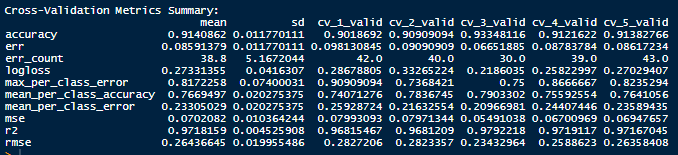 Cross-Validation Metrics Summary:
mean sd cv_1_valid cv_2_valid cv_3_valid cv_4_valid cv_5_valid
accuracy 0.9140862 0.011770111 0.9018692 0.90909094 0.93348116 0.9121622 0.91382766
err 0.08591379 0.011770111 0.098130845 0.09090909 0.06651885 0.08783784 0.08617234
err_count 38.8 5.1672044 42.0 40.0 30.0 39.0 43.0
logloss 0.27331355 0.0416307 0.28678805 0.33265224 0.2186035 0.25822997 0.27029407
max_per_class_error 0.8172258 0.07400031 0.90909094 0.7368421 0.75 0.8666667 0.8235294
mean_per_class_accuracy 0.7669497 0.020275375 0.74071276 0.7836745 0.7903302 0.75592554 0.7641056
mean_per_class_error 0.23305029 0.020275375 0.25928724 0.21632554 0.20966981 0.24407446 0.23589435
mse 0.0702082 0.010364244 0.07993093 0.07971344 0.05491038 0.06700969 0.06947657
r2 0.9718159 0.004525908 0.96815467 0.9681209 0.9792218 0.9719117 0.97167045
rmse 0.26436645 0.019955486 0.2827206 0.2823357 0.23432964 0.2588623 0.26358408
>